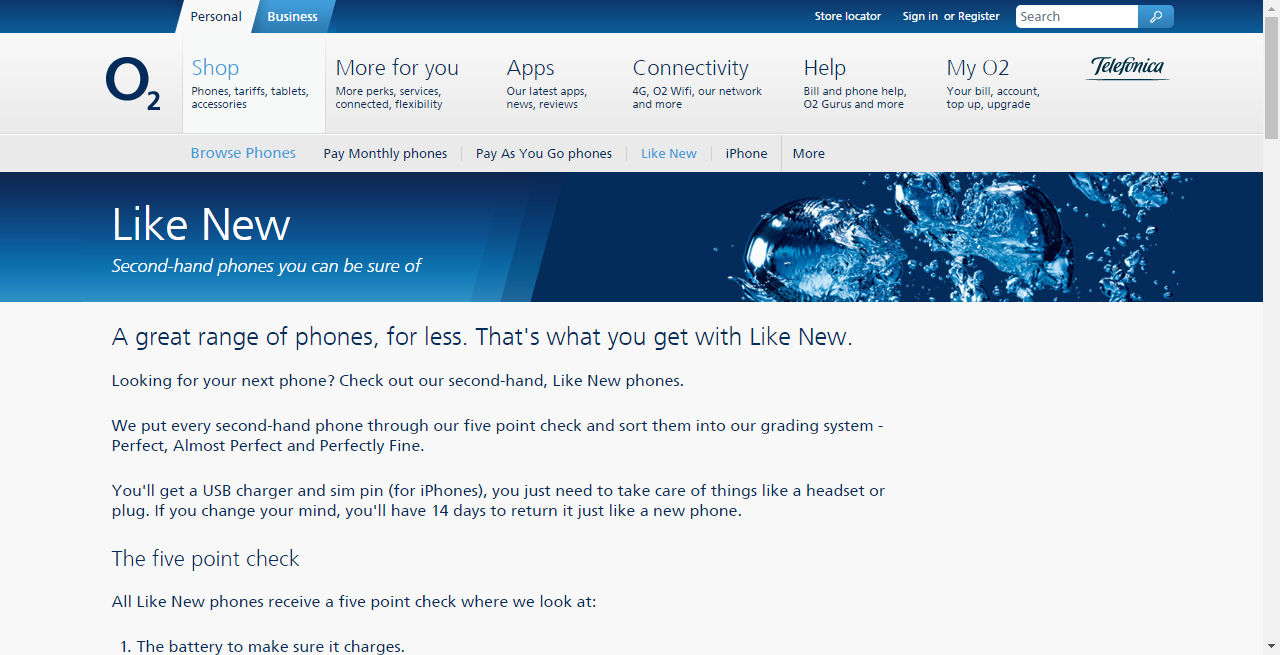 Personal Business Store locator Sign in or Register Search
O2
Shop More for you Apps Connectivity Help My O2 Telefónica
Phones, tariffs, tablets, More perks, services, Our latest apps, 4G, O2 Wifi, our network Bill and phone help, Your bill, account,
accessories connected, flexibility news, reviews and more O2 Gurus and more top up, upgrade
Browse Phones Pay Monthly phones Pay As You Go phones Like New iPhone More
Like New
Second-hand phones you can be sure of
A great range of phones, for less. That's what you get with Like New.
Looking for your next phone? Check out our second-hand, Like New phones.
We put every second-hand phone through our five point check and sort them into our grading system -
Perfect, Almost Perfect and Perfectly Fine.
You'll get a USB charger and sim pin (for iPhones), you just need to take care of things like a headset or
plug. If you change your mind, you'll have 14 days to return it just like a new phone.
The five point check
All Like New phones receive a five point check where we look at:
1. The battery to make sure it charges.